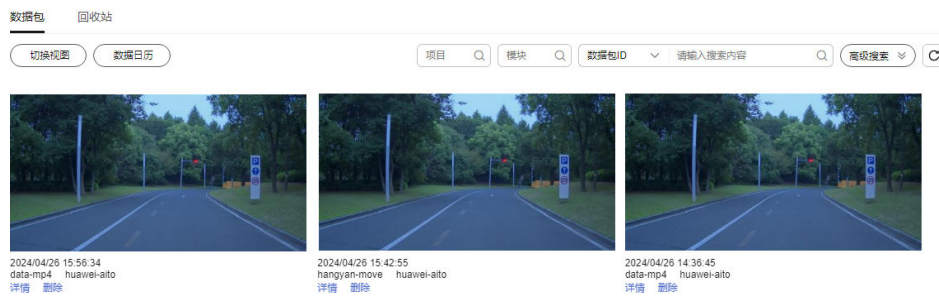 数据包 回收站
切换视图 数据日历 项目 模块 数据包ID 请输入搜索内容 高级搜索
P P P
2024/04/26 15:56:34 2024/04/26 15:42:55 2024/04/26 14:36:45
data-mp4 huawei-aito hangyan-move huawei-aito data-mp4 huawei-aito
详情 删除 详情 删除 详情 删除